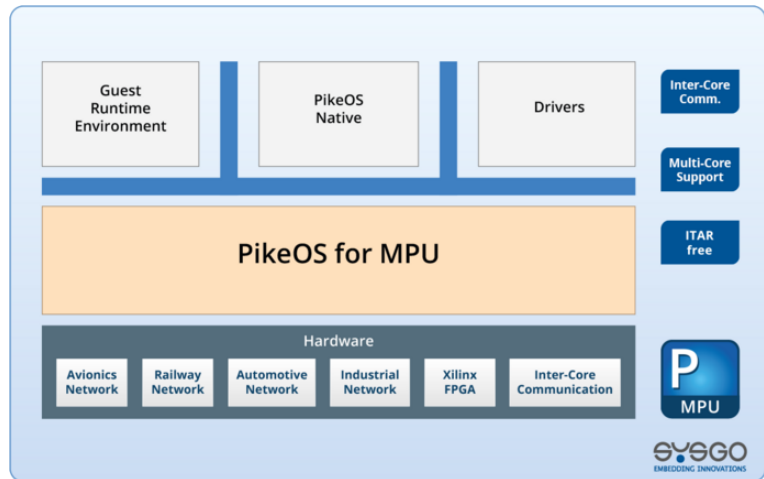 Guest
Runtime
Environment
PikeOS
Native
Drivers
Inter-Core
Comm.
Multi-Core
Support
ITAR
free
PikeOS for MPU
Hardware
Avionics
Network
Railway
Network
Automotive
Network
Industrial
Network
Xilinx
FPGA
Inter-Core
Communication
P
MPU
SYSGO
EMBEDDING INNOVATIONS